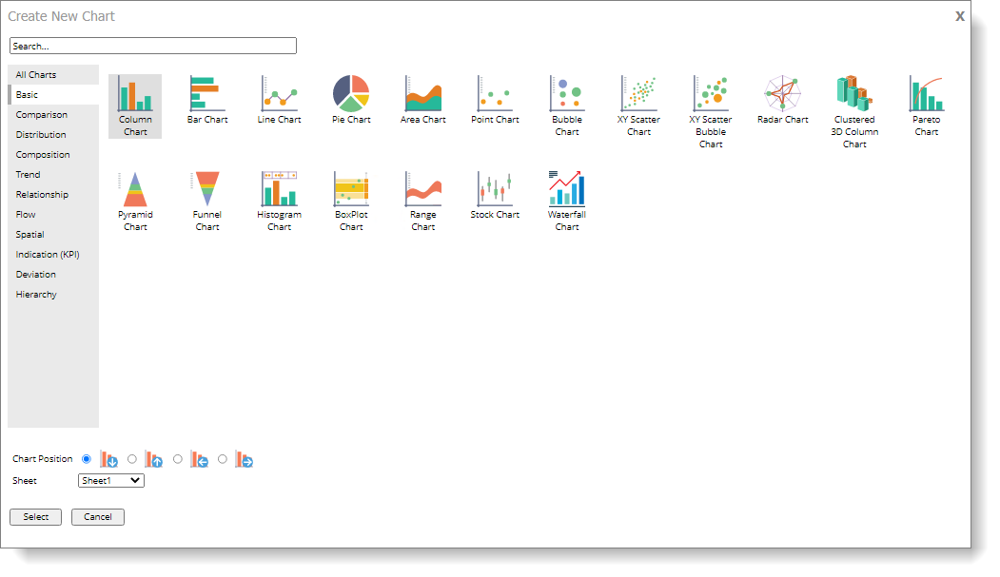 Create New Chart
X
Search...
All Charts
Basic
Comparison
Distribution
Composition
Trend
Relationship
Flow
Spatial
Indication (KPI)
Deviation
Hierarchy
Column
Chart
Bar Chart
Line Chart
Pie Chart
Area Chart
Point Chart
Bubble
Chart
XY Scatter
Chart
XY Scatter
Bubble
Chart
Radar Chart
Clustered
3D Column
Chart
Pareto
Chart
Pyramid
Chart
Funnel
Chart
Histogram
Chart
BoxPlot
Chart
Range
Chart
Stock Chart
Waterfall
Chart
Chart Position
Sheet
Sheet1
Select
Cancel